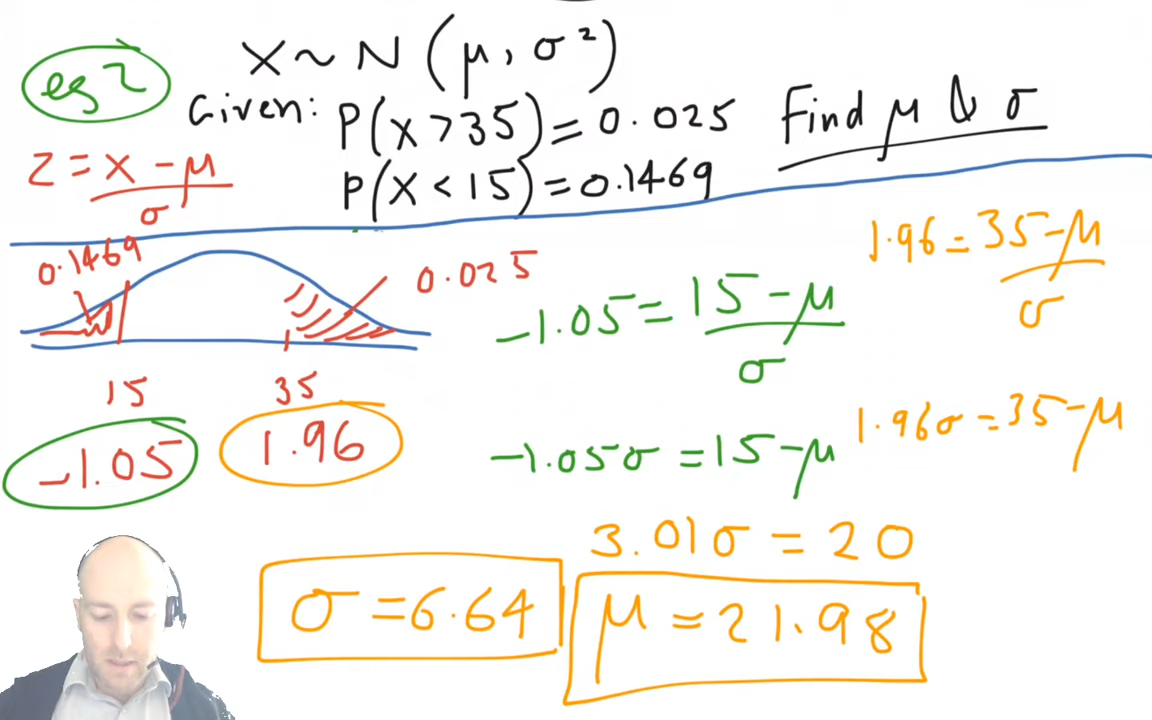 eg 2
X ~ N (μ, σ²)
Given: P(X > 35) = 0.025
P(X < 15) = 0.1469
Find μ & σ
Z = x - μ / σ
0.1469
0.025
15
35
-1.05
1.96
-1.05 = 15 - μ / σ
-1.05σ = 15 - μ
1.96 = 35 - μ / σ
1.96σ = 35 - μ
3.01σ = 20
σ = 6.64
μ = 21.98